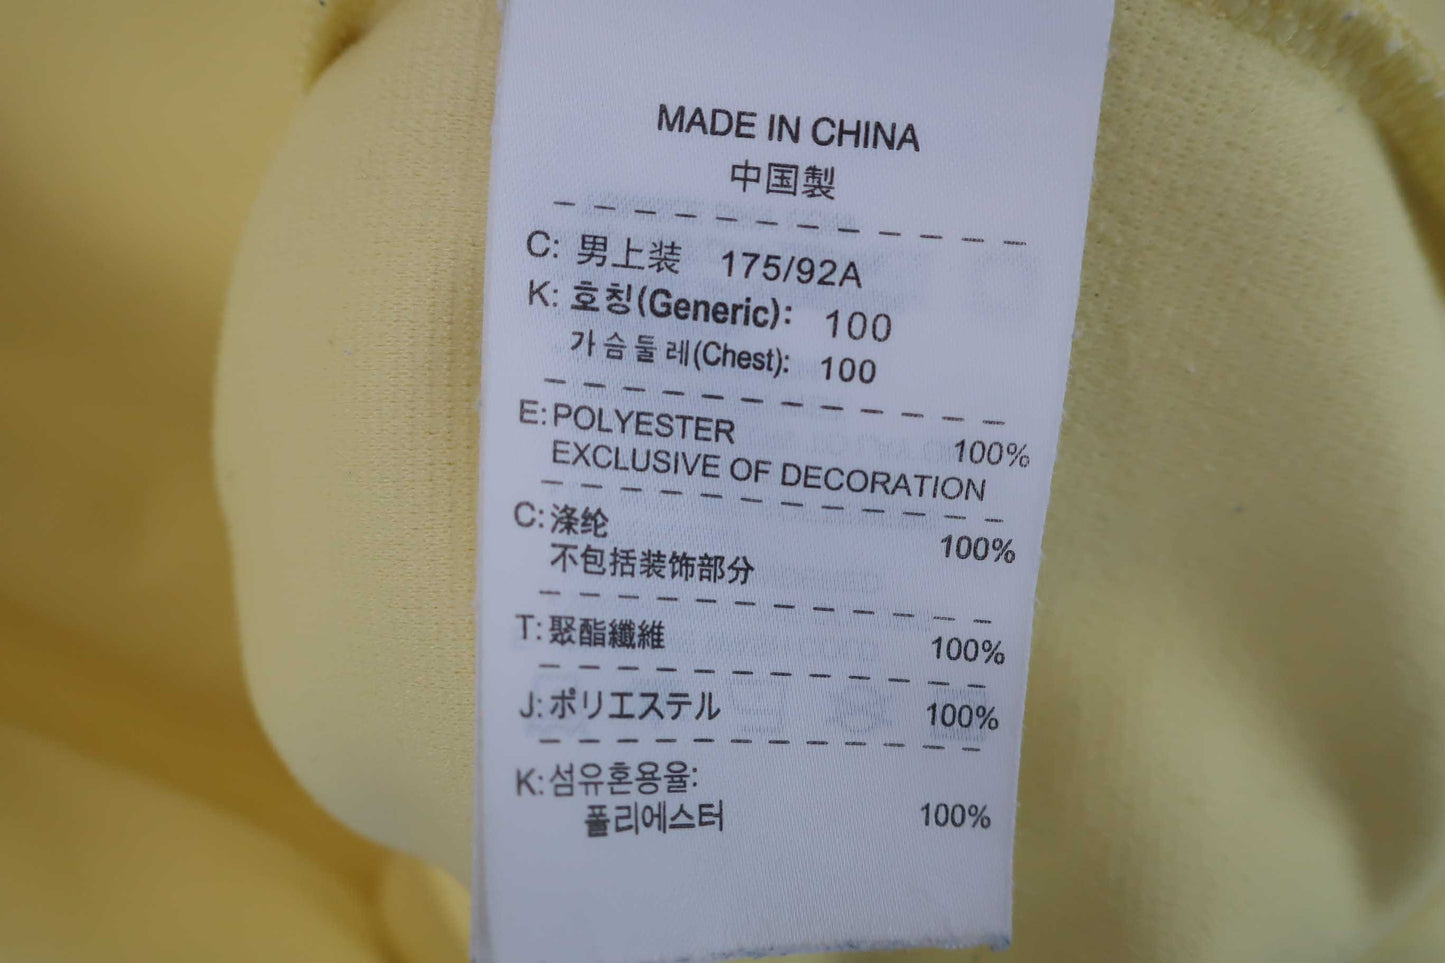 MADE IN CHINA
中国製
C: 男上装 175/92A
K: 호칭(Generic): 100
가슴둘레(Chest): 100
E: POLYESTER 100%
EXCLUSIVE OF DECORATION
C: 涤纶 100%
不包括装饰部分
T: 聚酯纖維 100%
J: ポリエステル 100%
K: 섬유혼용율:
폴리에스터 100%